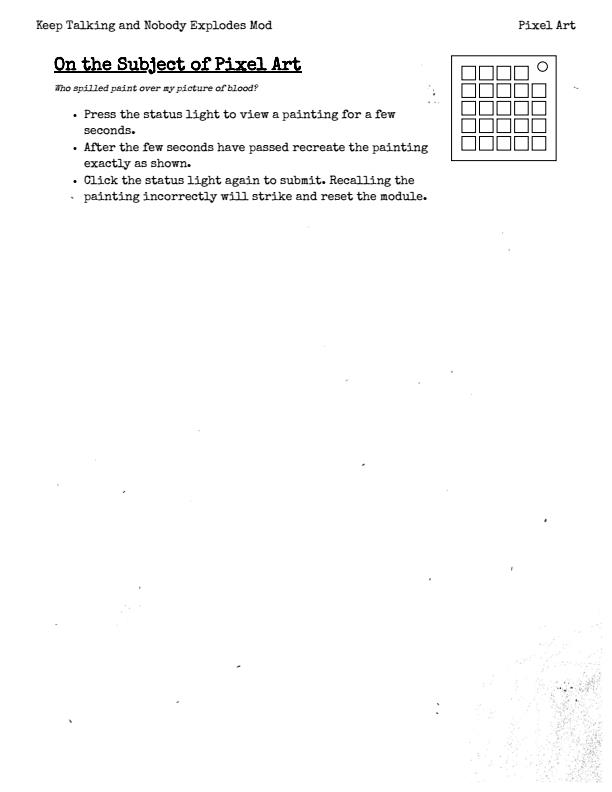 Keep Talking and Nobody Explodes Mod
Pixel Art
On the Subject of Pixel Art
Who spilled paint over my picture of blood?
• Press the status light to view a painting for a few
seconds.
• After the few seconds have passed recreate the painting
exactly as shown.
• Click the status light again to submit. Recalling the
painting incorrectly will strike and reset the module.